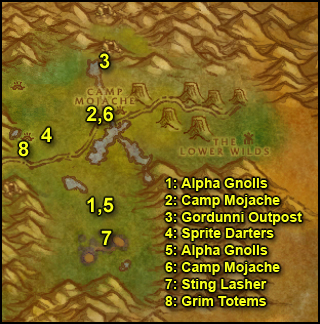 3
CAMP
MOJACHE
2,6
4
8
THE
LOWER WILDS
1,5
7
1: Alpha Gnolls
2: Camp Mojache
3: Gordunni Outpost
4: Sprite Darters
5: Alpha Gnolls
6: Camp Mojache
7: Sting Lasher
8: Grim Totems